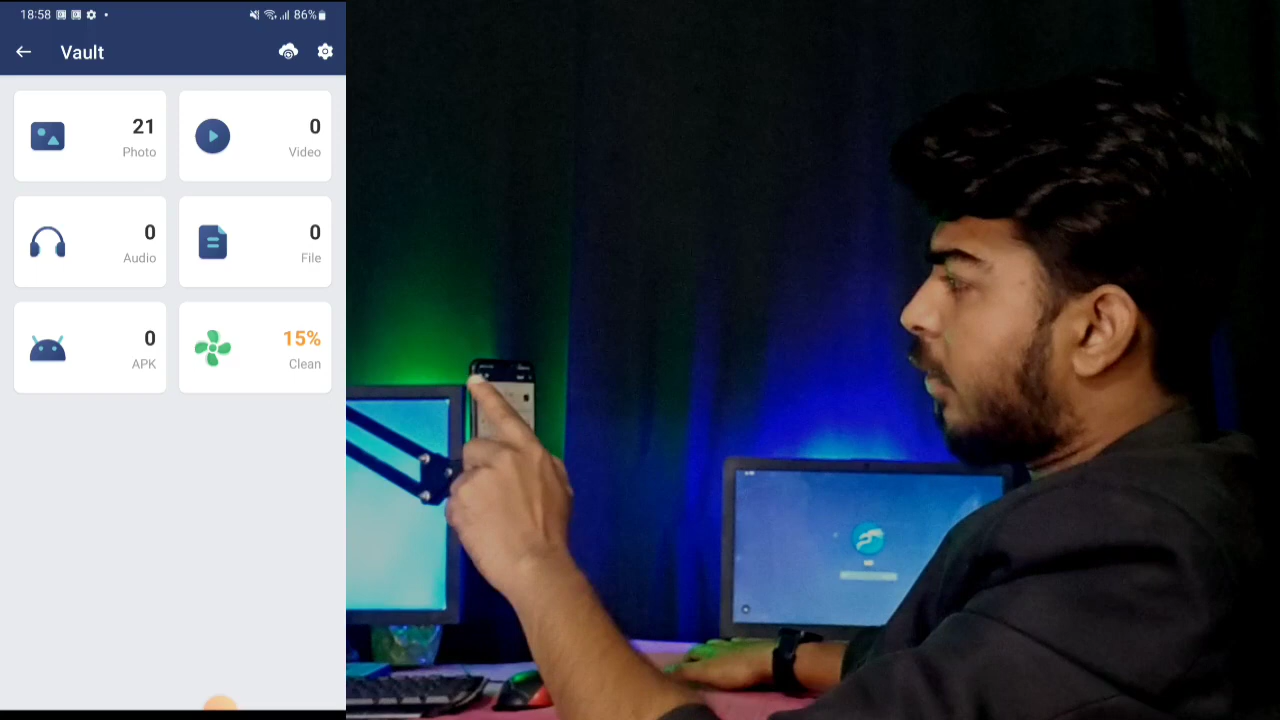 18:58 86%
Vault
21
Photo
0
Video
0
Audio
0
File
0
APK
15%
Clean